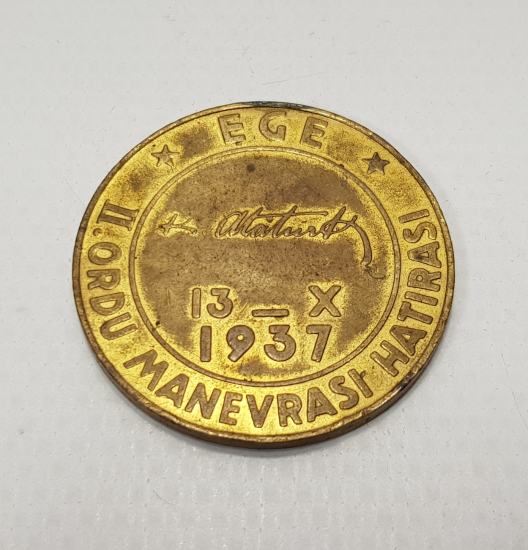 EGE
II. ORDU MANEVRASI HATIRASI
K. Atatürk
13 _ X
1937